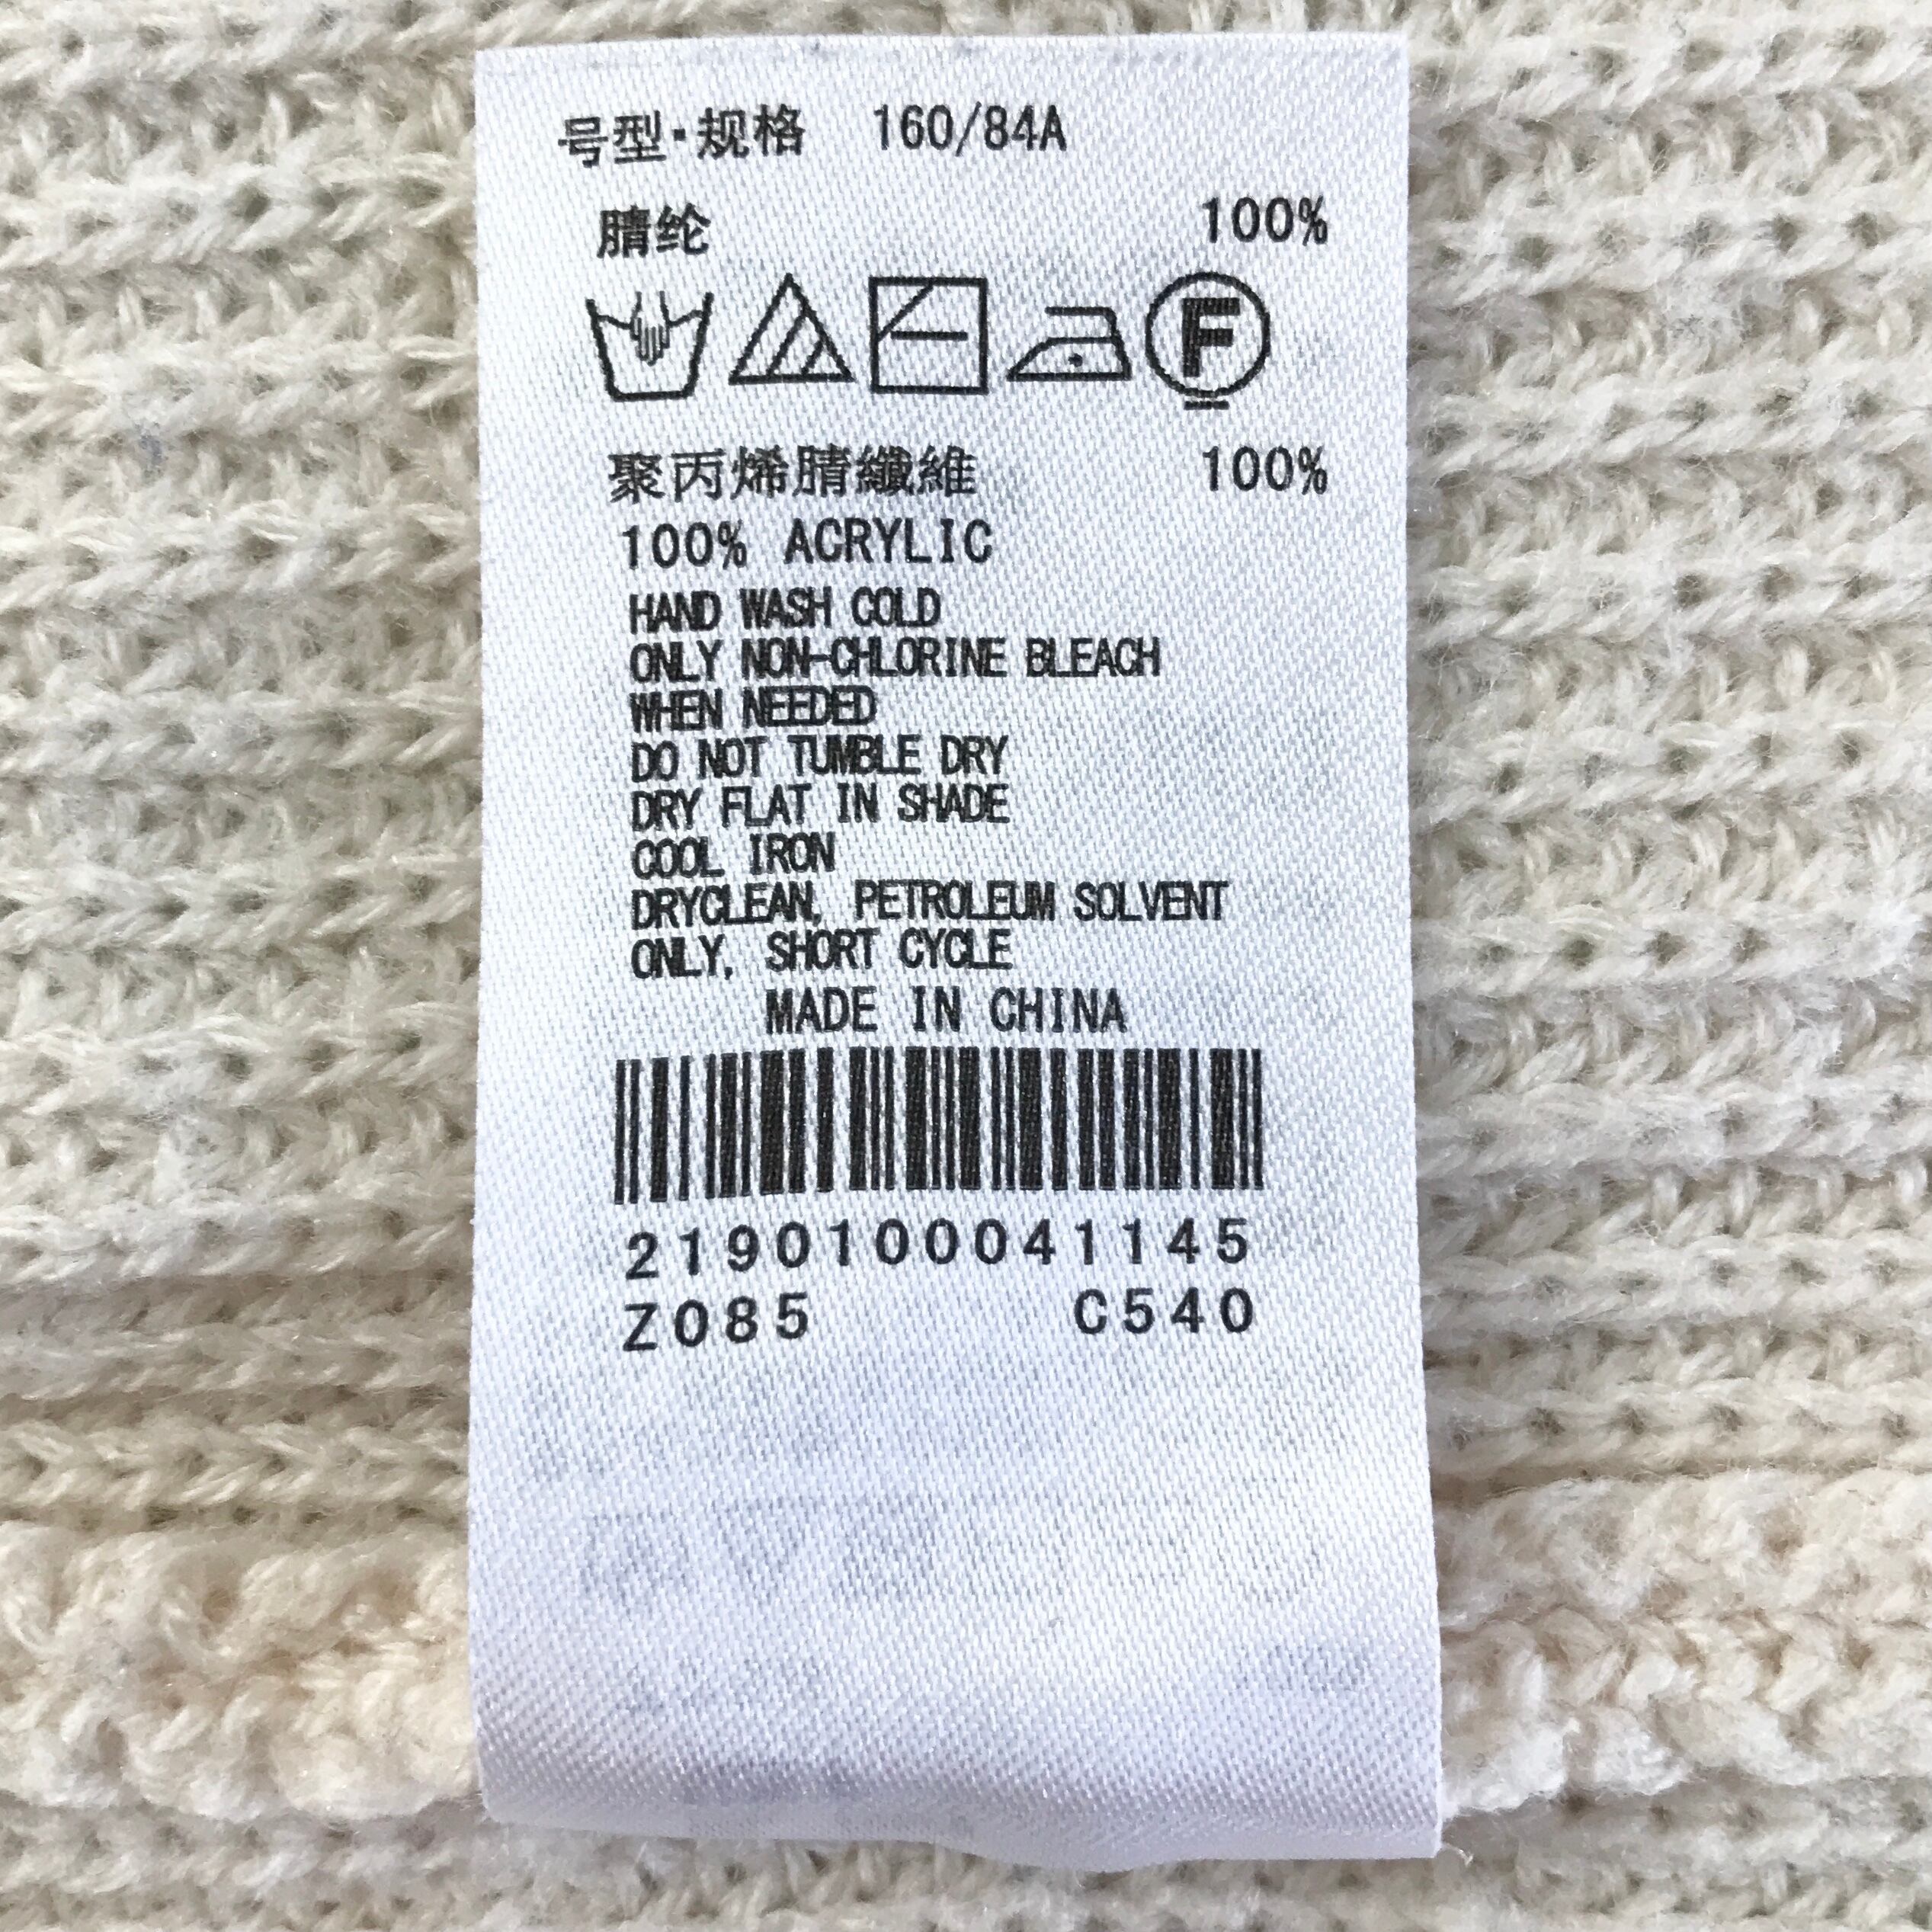 号型·规格 160/84A
腈纶 100%
F
聚丙烯腈纖維 100%
100% ACRYLIC
HAND WASH COLD
ONLY NON-CHLORINE BLEACH
WHEN NEEDED
DO NOT TUMBLE DRY
DRY FLAT IN SHADE
COOL IRON
DRYCLEAN, PETROLEUM SOLVENT
ONLY, SHORT CYCLE
MADE IN CHINA
2190100041145
Z085 C540